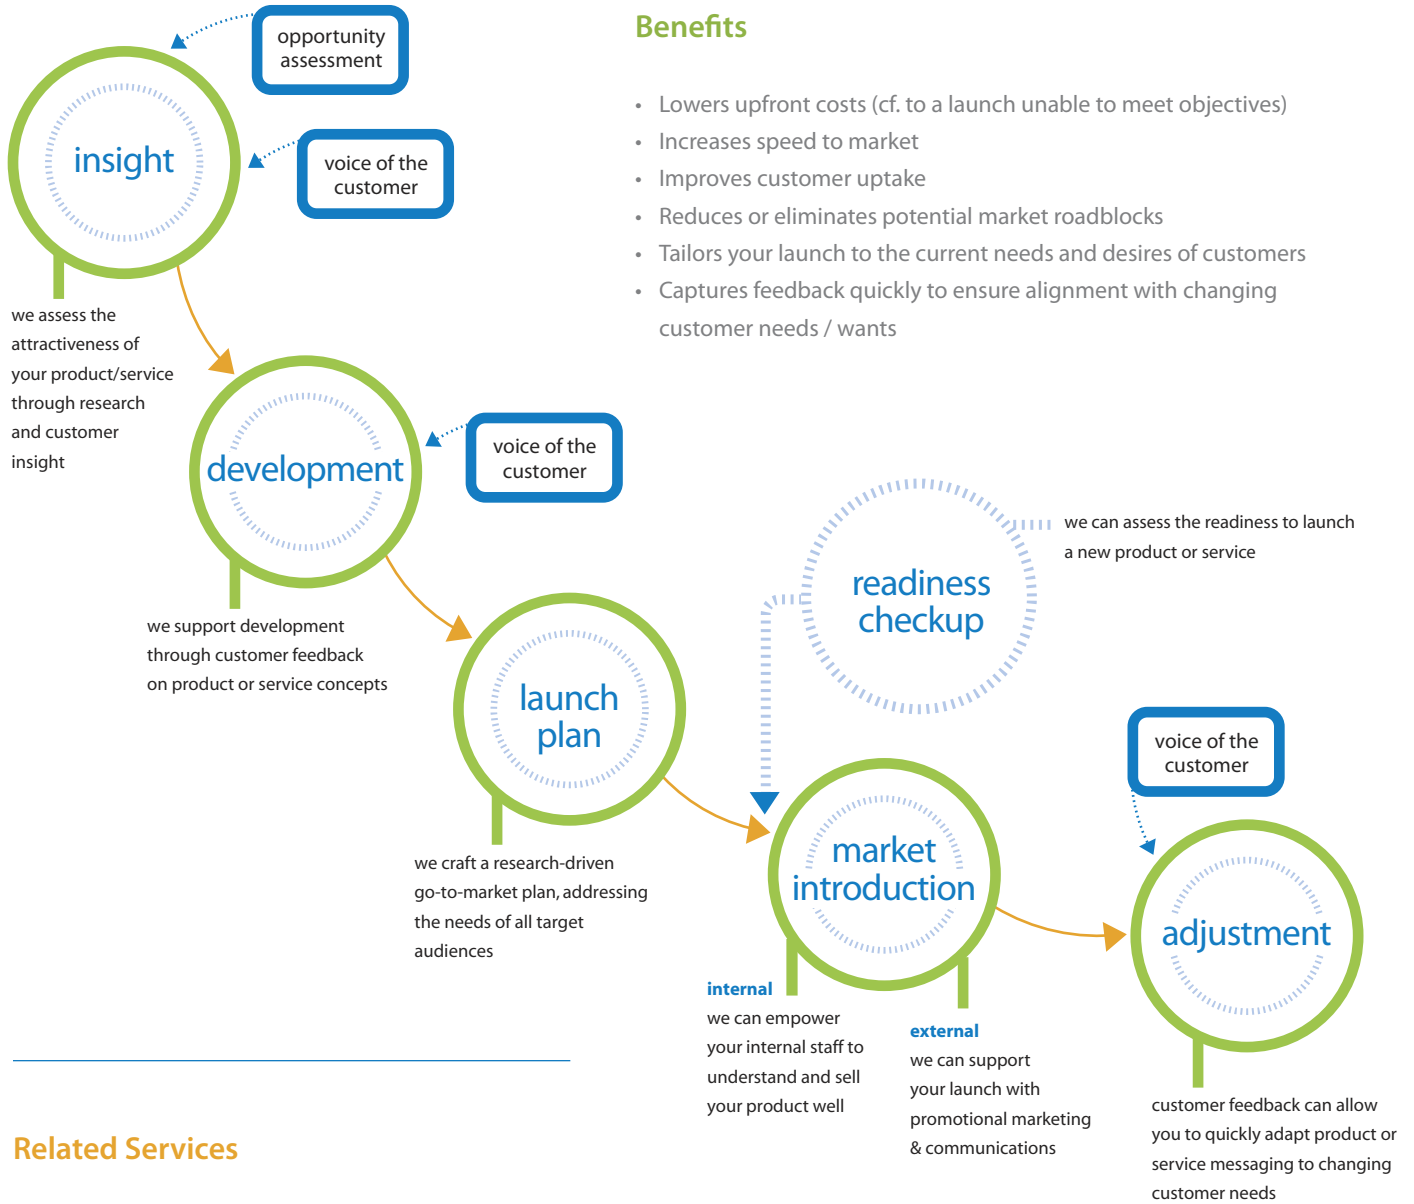 opportunity
assessment
insight
voice of the
customer
we assess the
attractiveness of
your product/service
through research
and customer
insight
Benefits
• Lowers upfront costs (cf. to a launch unable to meet objectives)
• Increases speed to market
• Improves customer uptake
• Reduces or eliminates potential market roadblocks
• Tailors your launch to the current needs and desires of customers
• Captures feedback quickly to ensure alignment with changing
customer needs / wants
development
voice of the
customer
we support development
through customer feedback
on product or service concepts
launch
plan
we craft a research-driven
go-to-market plan, addressing
the needs of all target
audiences
readiness
checkup
we can assess the readiness to launch
a new product or service
market
introduction
internal
we can empower
your internal staff to
understand and sell
your product well
external
we can support
your launch with
promotional marketing
& communications
voice of the
customer
adjustment
customer feedback can allow
you to quickly adapt product or
service messaging to changing
customer needs
Related Services